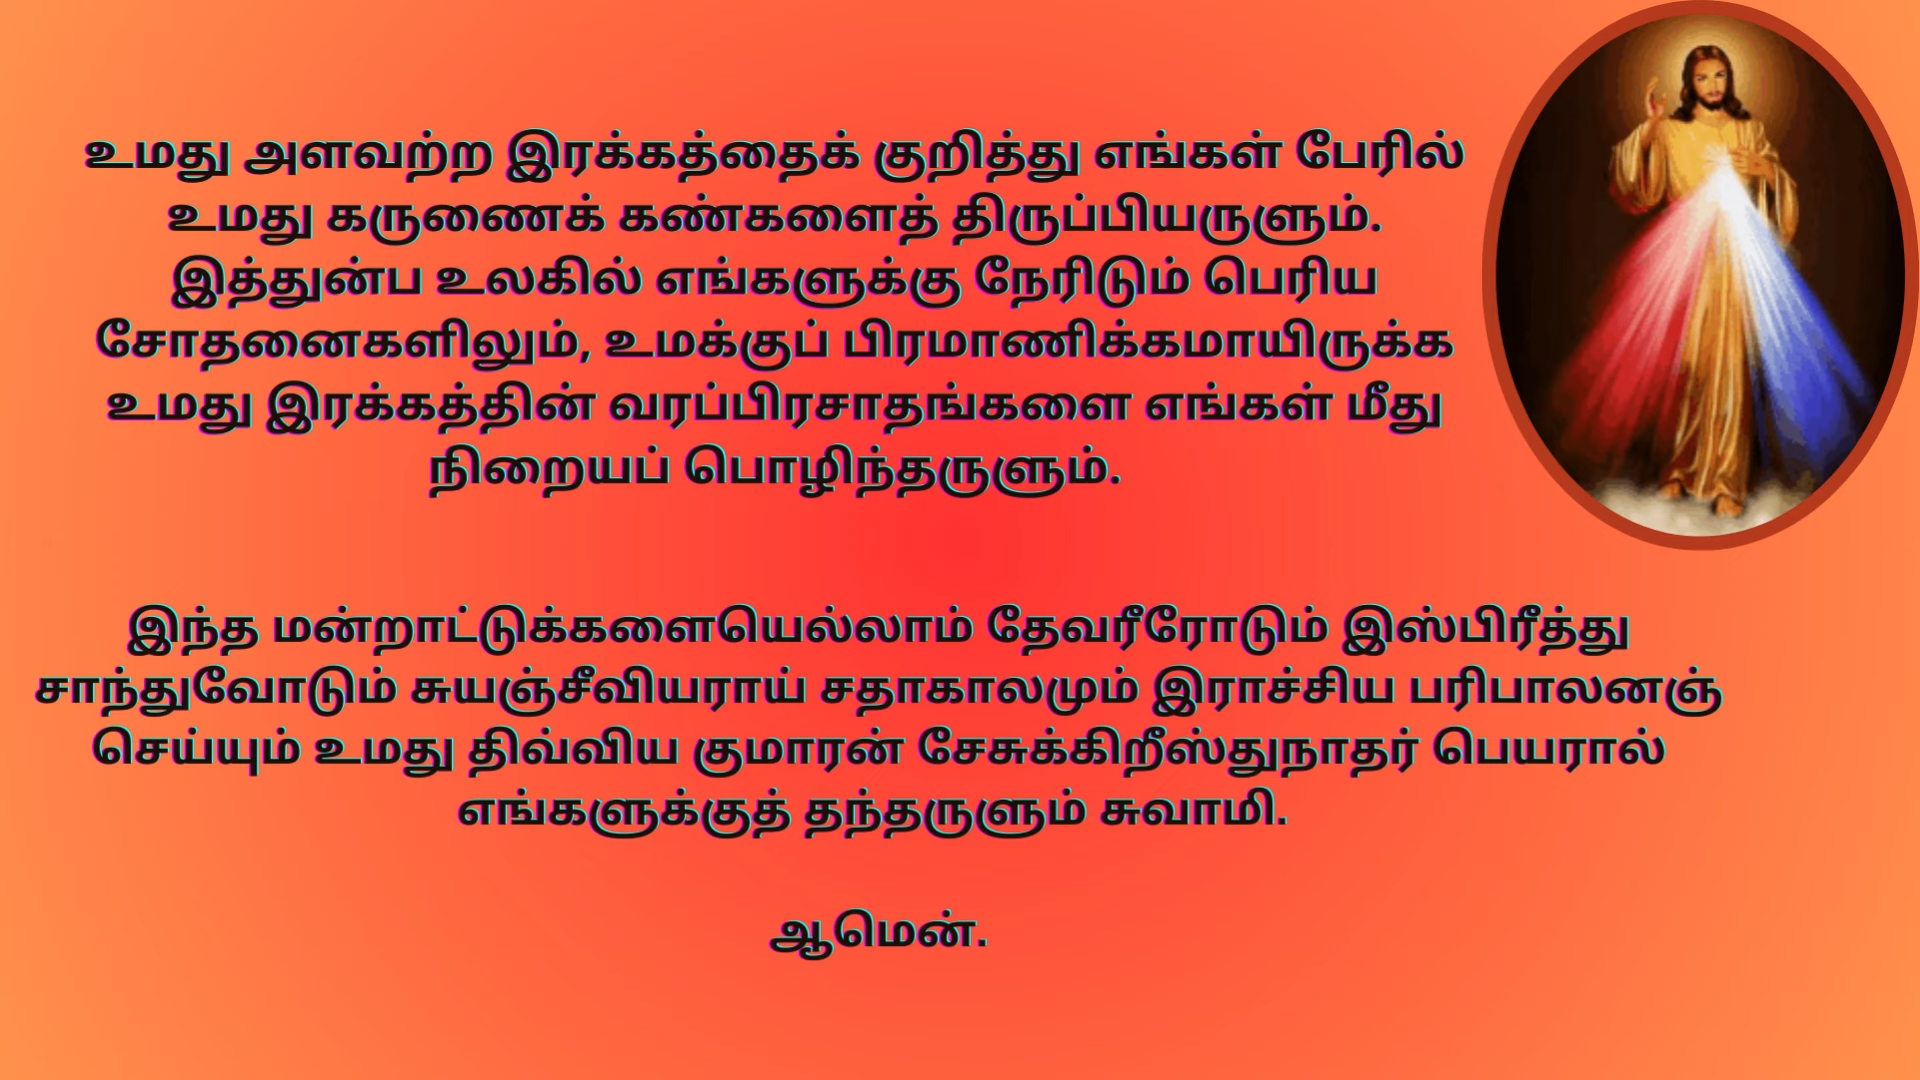 உமது அளவற்ற இரக்கத்தைக் குறித்து எங்கள் பேரில்
உமது கருணைக் கண்களைத் திருப்பியருளும்.
இத்துன்ப உலகில் எங்களுக்கு நேரிடும் பெரிய
சோதனைகளிலும், உமக்குப் பிரமாணிக்கமாயிருக்க
உமது இரக்கத்தின் வரப்பிரசாதங்களை எங்கள் மீது
நிறையப் பொழிந்தருளும்.
இந்த மன்றாட்டுக்களையெல்லாம் தேவரீரோடும் இஸ்பிரீத்து
சாந்துவோடும் சுயஞ்சீவியராய் சதாகாலமும் இராச்சிய பரிபாலனஞ்
செய்யும் உமது திவ்விய குமாரன் சேசுக்கிறீஸ்துநாதர் பெயரால்
எங்களுக்குத் தந்தருளும் சுவாமி.
ஆமென்.